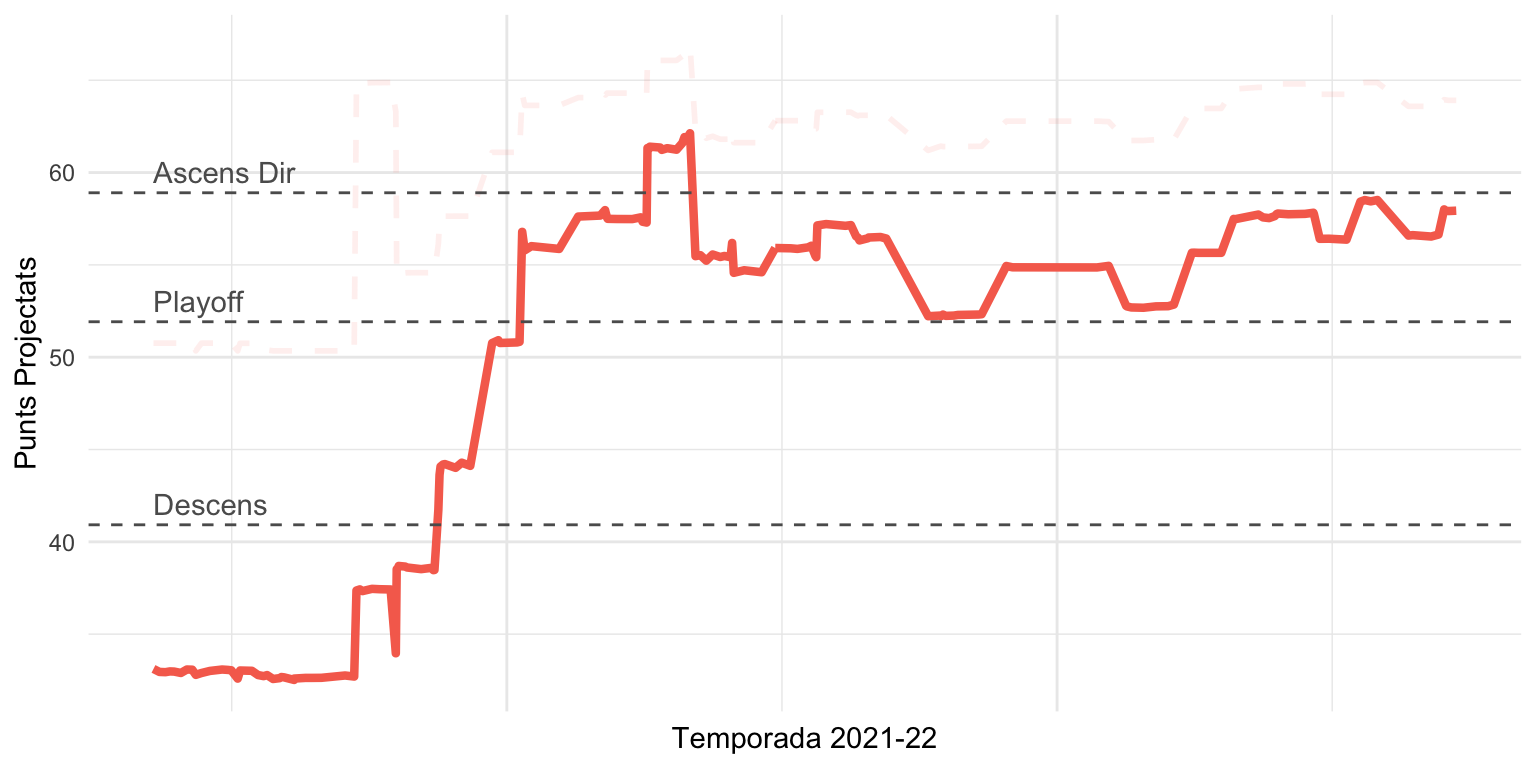 Punts Projectats
60
50
40
Ascens Dir
Playoff
Descens
Temporada 2021-22